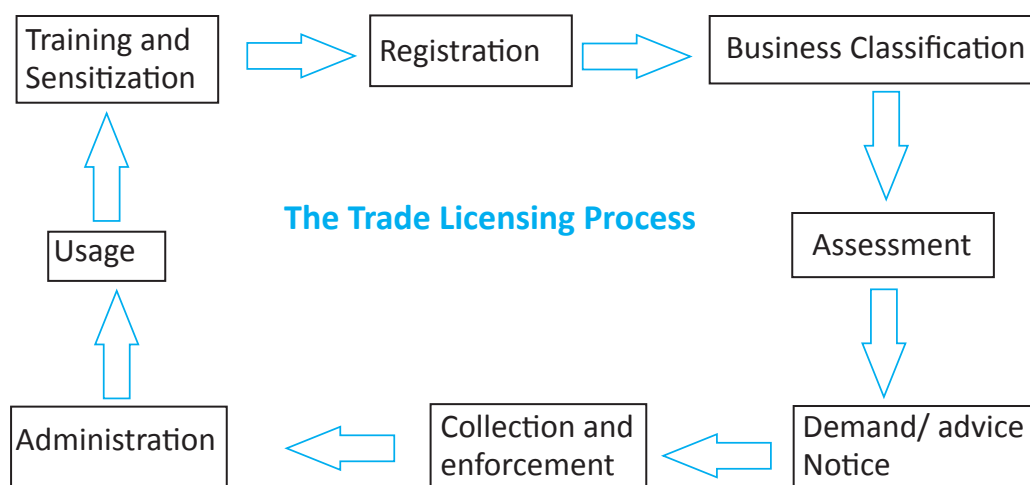 Training and
Sensitization
Registration
Business Classification
The Trade Licensing Process
Usage
Assessment
Administration
Collection and
enforcement
Demand/ advice
Notice